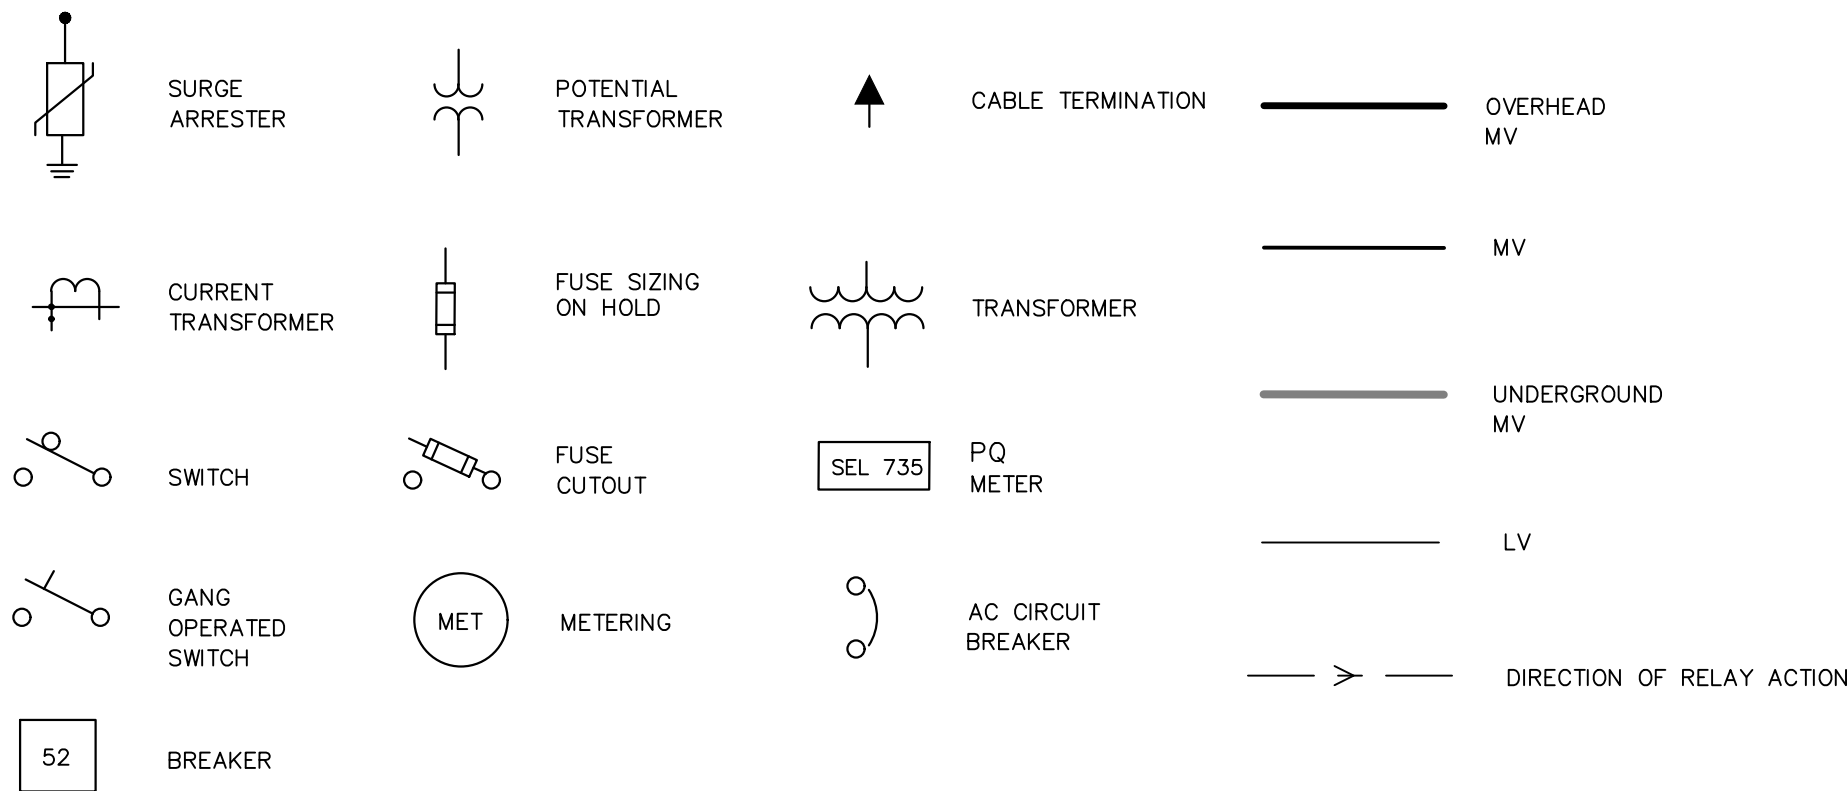 SURGE
ARRESTER
POTENTIAL
TRANSFORMER
CABLE TERMINATION
OVERHEAD
MV
CURRENT
TRANSFORMER
FUSE SIZING
ON HOLD
TRANSFORMER
MV
UNDERGROUND
MV
SWITCH
FUSE
CUTOUT
SEL 735
PQ
METER
LV
GANG
OPERATED
SWITCH
MET
METERING
AC CIRCUIT
BREAKER
DIRECTION OF RELAY ACTION
52
BREAKER